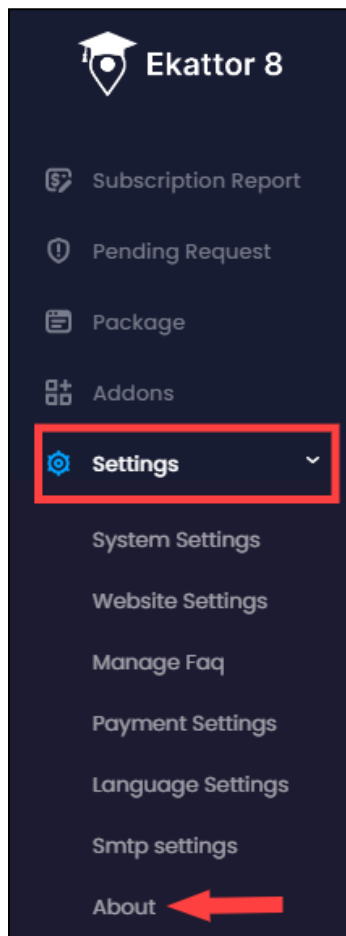 Ekattor 8
Subscription Report
Pending Request
Package
Addons
Settings
System Settings
Website Settings
Manage Faq
Payment Settings
Language Settings
Smtp settings
About